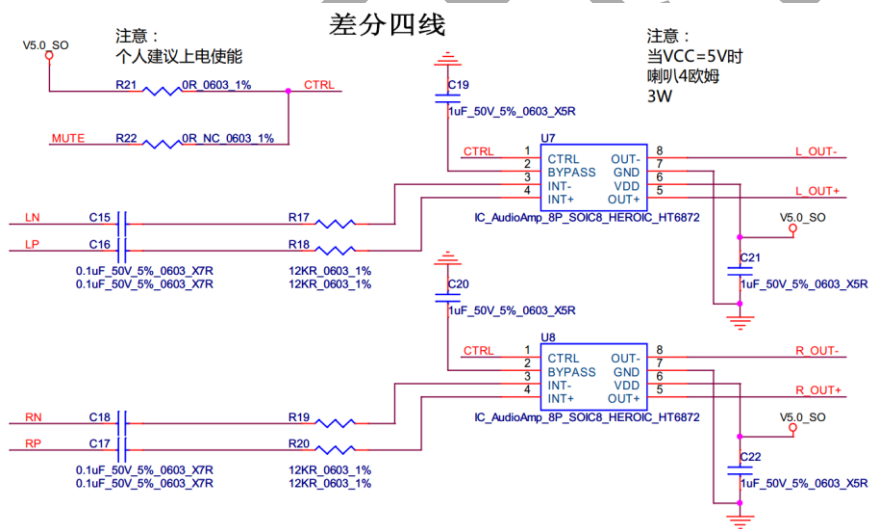 差分四线
V5.0_SO
注意：
个人建议上电使能
R21
0R_0603_1%
CTRL
MUTE
R22
0R_NC_0603_1%
注意：
当VCC=5V时
喇叭4欧姆
3W
C19
1uF_50V_5%_0603_X5R
U7
CTRL
1
2
3
4
CTRL
BYPASS
INT-
INT+
OUT-
GND
VDD
OUT+
8
7
6
5
L_OUT-
L_OUT+
IC_AudioAmp_8P_SOIC8_HEROIC_HT6872
V5.0_SO
LN
C15
R17
LP
C16
R18
0.1uF_50V_5%_0603_X7R
0.1uF_50V_5%_0603_X7R
12KR_0603_1%
12KR_0603_1%
C21
1uF_50V_5%_0603_X5R
C20
1uF_50V_5%_0603_X5R
U8
CTRL
1
2
3
4
CTRL
BYPASS
INT-
INT+
OUT-
GND
VDD
OUT+
8
7
6
5
R_OUT-
R_OUT+
IC_AudioAmp_8P_SOIC8_HEROIC_HT6872
V5.0_SO
RN
C18
R19
RP
C17
R20
0.1uF_50V_5%_0603_X7R
0.1uF_50V_5%_0603_X7R
12KR_0603_1%
12KR_0603_1%
C22
1uF_50V_5%_0603_X5R